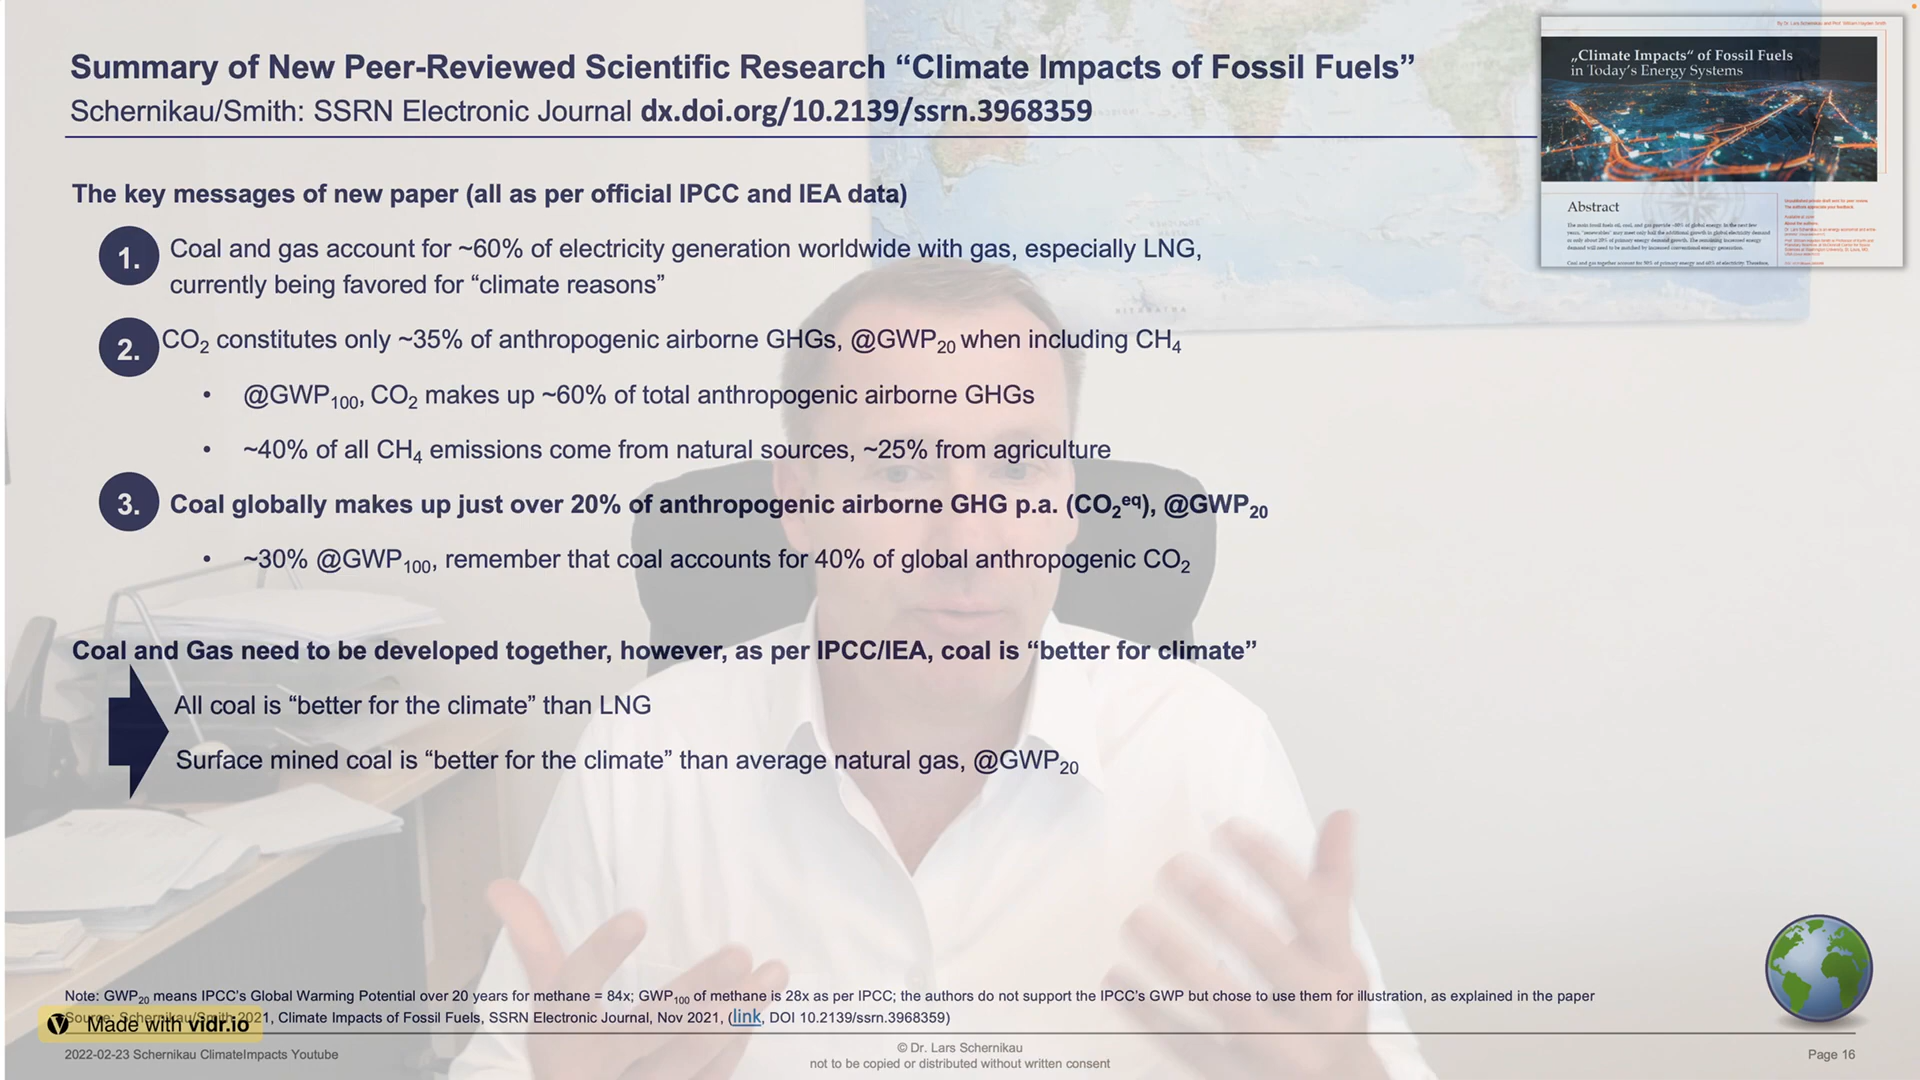 Summary of New Peer-Reviewed Scientific Research “Climate Impacts of Fossil Fuels”
Schernikau/Smith: SSRN Electronic Journal dx.doi.org/10.2139/ssrn.3968359
By Dr. Lars Schernikau and Prof. William Hayden Smith
„Climate Impacts“ of Fossil Fuels
in Today’s Energy Systems
Abstract
The key messages of new paper (all as per official IPCC and IEA data)
1. Coal and gas account for ~60% of electricity generation worldwide with gas, especially LNG,
currently being favored for “climate reasons”
2. CO₂ constitutes only ~35% of anthropogenic airborne GHGs, @GWP₂₀ when including CH₄
• @GWP₁₀₀, CO₂ makes up ~60% of total anthropogenic airborne GHGs
• ~40% of all CH₄ emissions come from natural sources, ~25% from agriculture
3. Coal globally makes up just over 20% of anthropogenic airborne GHG p.a. (CO₂eq), @GWP₂₀
• ~30% @GWP₁₀₀, remember that coal accounts for 40% of global anthropogenic CO₂
Coal and Gas need to be developed together, however, as per IPCC/IEA, coal is “better for climate”
All coal is “better for the climate” than LNG
Surface mined coal is “better for the climate” than average natural gas, @GWP₂₀
Note: GWP₂₀ means IPCC’s Global Warming Potential over 20 years for methane = 84x; GWP₁₀₀ of methane is 28x as per IPCC; the authors do not support the IPCC’s GWP but chose to use them for illustration, as explained in the paper
Source: Schernikau/Smith 2021, Climate Impacts of Fossil Fuels, SSRN Electronic Journal, Nov 2021, (link, DOI 10.2139/ssrn.3968359)
Made with vidr.io
2022-02-23 Schernikau ClimateImpacts Youtube
© Dr. Lars Schernikau
not to be copied or distributed without written consent
Page 16